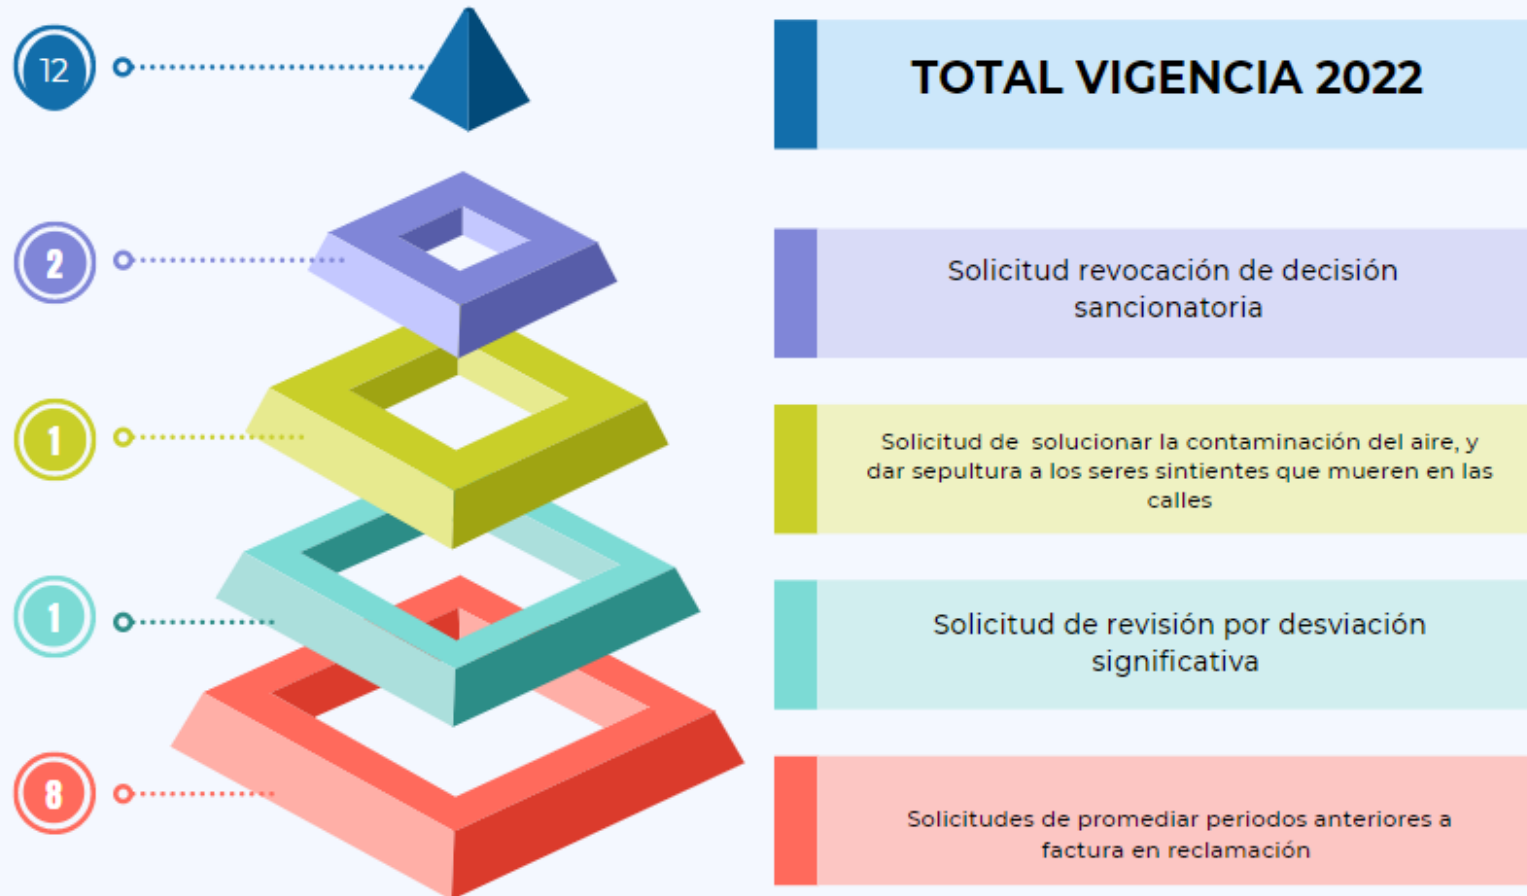 12
TOTAL VIGENCIA 2022
2
Solicitud revocación de decisión
sancionatoria
1
Solicitud de solucionar la contaminación del aire, y
dar sepultura a los seres sintientes que mueren en las
calles
1
Solicitud de revisión por desviación
significativa
8
Solicitudes de promediar periodos anteriores a
factura en reclamación